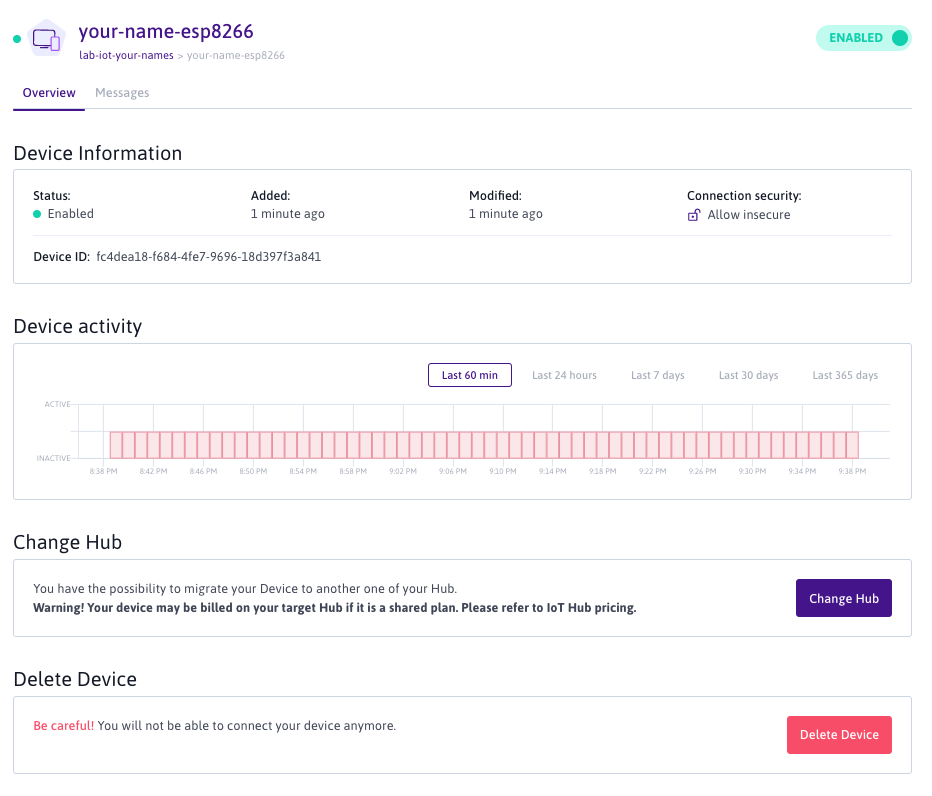 your-name-esp8266
lab-iot-your-names > your-name-esp8266
ENABLED
Overview Messages
Device Information
Status: Added: Modified: Connection security:
Enabled 1 minute ago 1 minute ago Allow insecure
Device ID: fc4dea18-f684-4fe7-9696-18d397f3a841
Device activity
Last 60 min Last 24 hours Last 7 days Last 30 days Last 365 days
ACTIVE
INACTIVE
8:38 PM 8:42 PM 8:46 PM 8:50 PM 8:54 PM 8:58 PM 9:02 PM 9:06 PM 9:10 PM 9:14 PM 9:18 PM 9:22 PM 9:26 PM 9:30 PM 9:34 PM 9:38 PM
Change Hub
You have the possibility to migrate your Device to another one of your Hub.
Warning! Your device may be billed on your target Hub if it is a shared plan. Please refer to IoT Hub pricing.
Change Hub
Delete Device
Be careful! You will not be able to connect your device anymore.
Delete Device